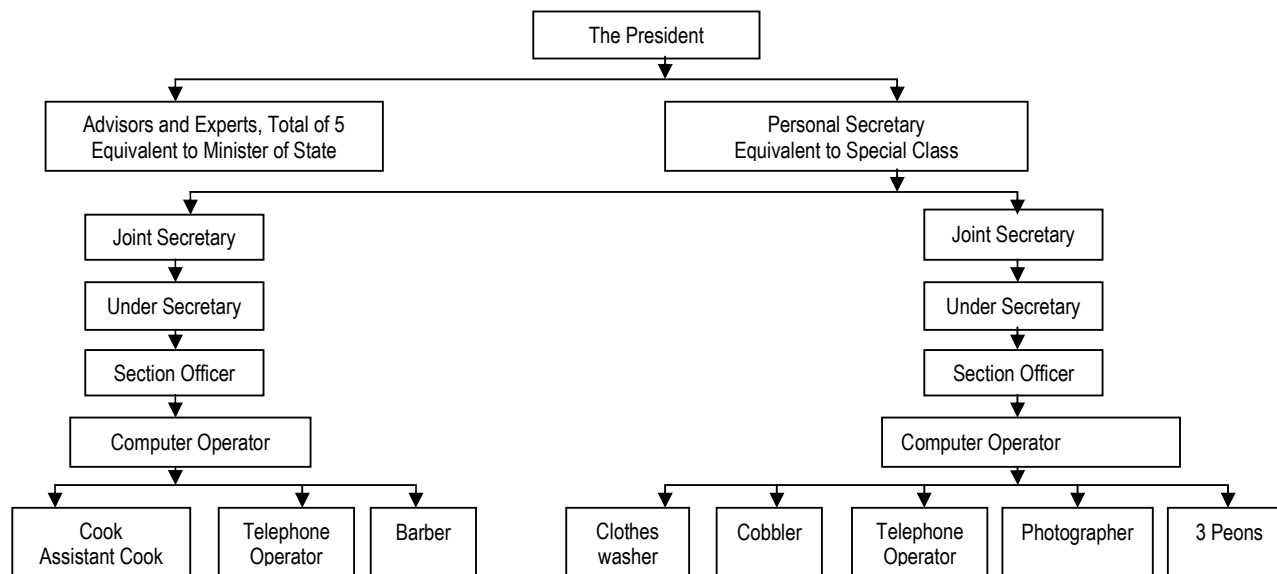 The President
Advisors and Experts, Total of 5
Equivalent to Minister of State
Personal Secretary
Equivalent to Special Class
Joint Secretary
Joint Secretary
Under Secretary
Under Secretary
Section Officer
Section Officer
Computer Operator
Computer Operator
Cook
Assistant Cook
Telephone
Operator
Barber
Clothes
washer
Cobbler
Telephone
Operator
Photographer
3 Peons